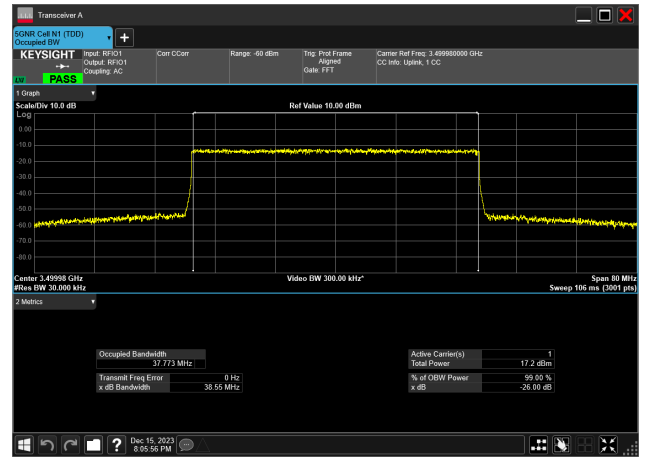 Transceiver A
5GNR Cell N1 (TDD)
Occupied BW
KEYSIGHT Input: RFIO1 Corr CCorr Range: -60 dBm Trig: Prot Frame Carrier Ref Freq: 3.499980000 GHz
Output: RFIO1 Aligned CC Info: Uplink, 1 CC
Coupling: AC Gate: FFT
PASS
1 Graph
Scale/Div 10.0 dB Ref Value 10.00 dBm
Log
0.00
-10.0
-20.0
-30.0
-40.0
-50.0
-60.0
-70.0
-80.0
Center 3.49998 GHz Video BW 300.00 kHz* Span 80 MHz
#Res BW 30.000 kHz Sweep 106 ms (3001 pts)
2 Metrics
Occupied Bandwidth Active Carrier(s) 1
37.773 MHz Total Power 17.2 dBm
Transmit Freq Error 0 Hz % of OBW Power 99.00 %
x dB Bandwidth 38.55 MHz x dB -26.00 dB
Dec 15, 2023
8:05:56 PM